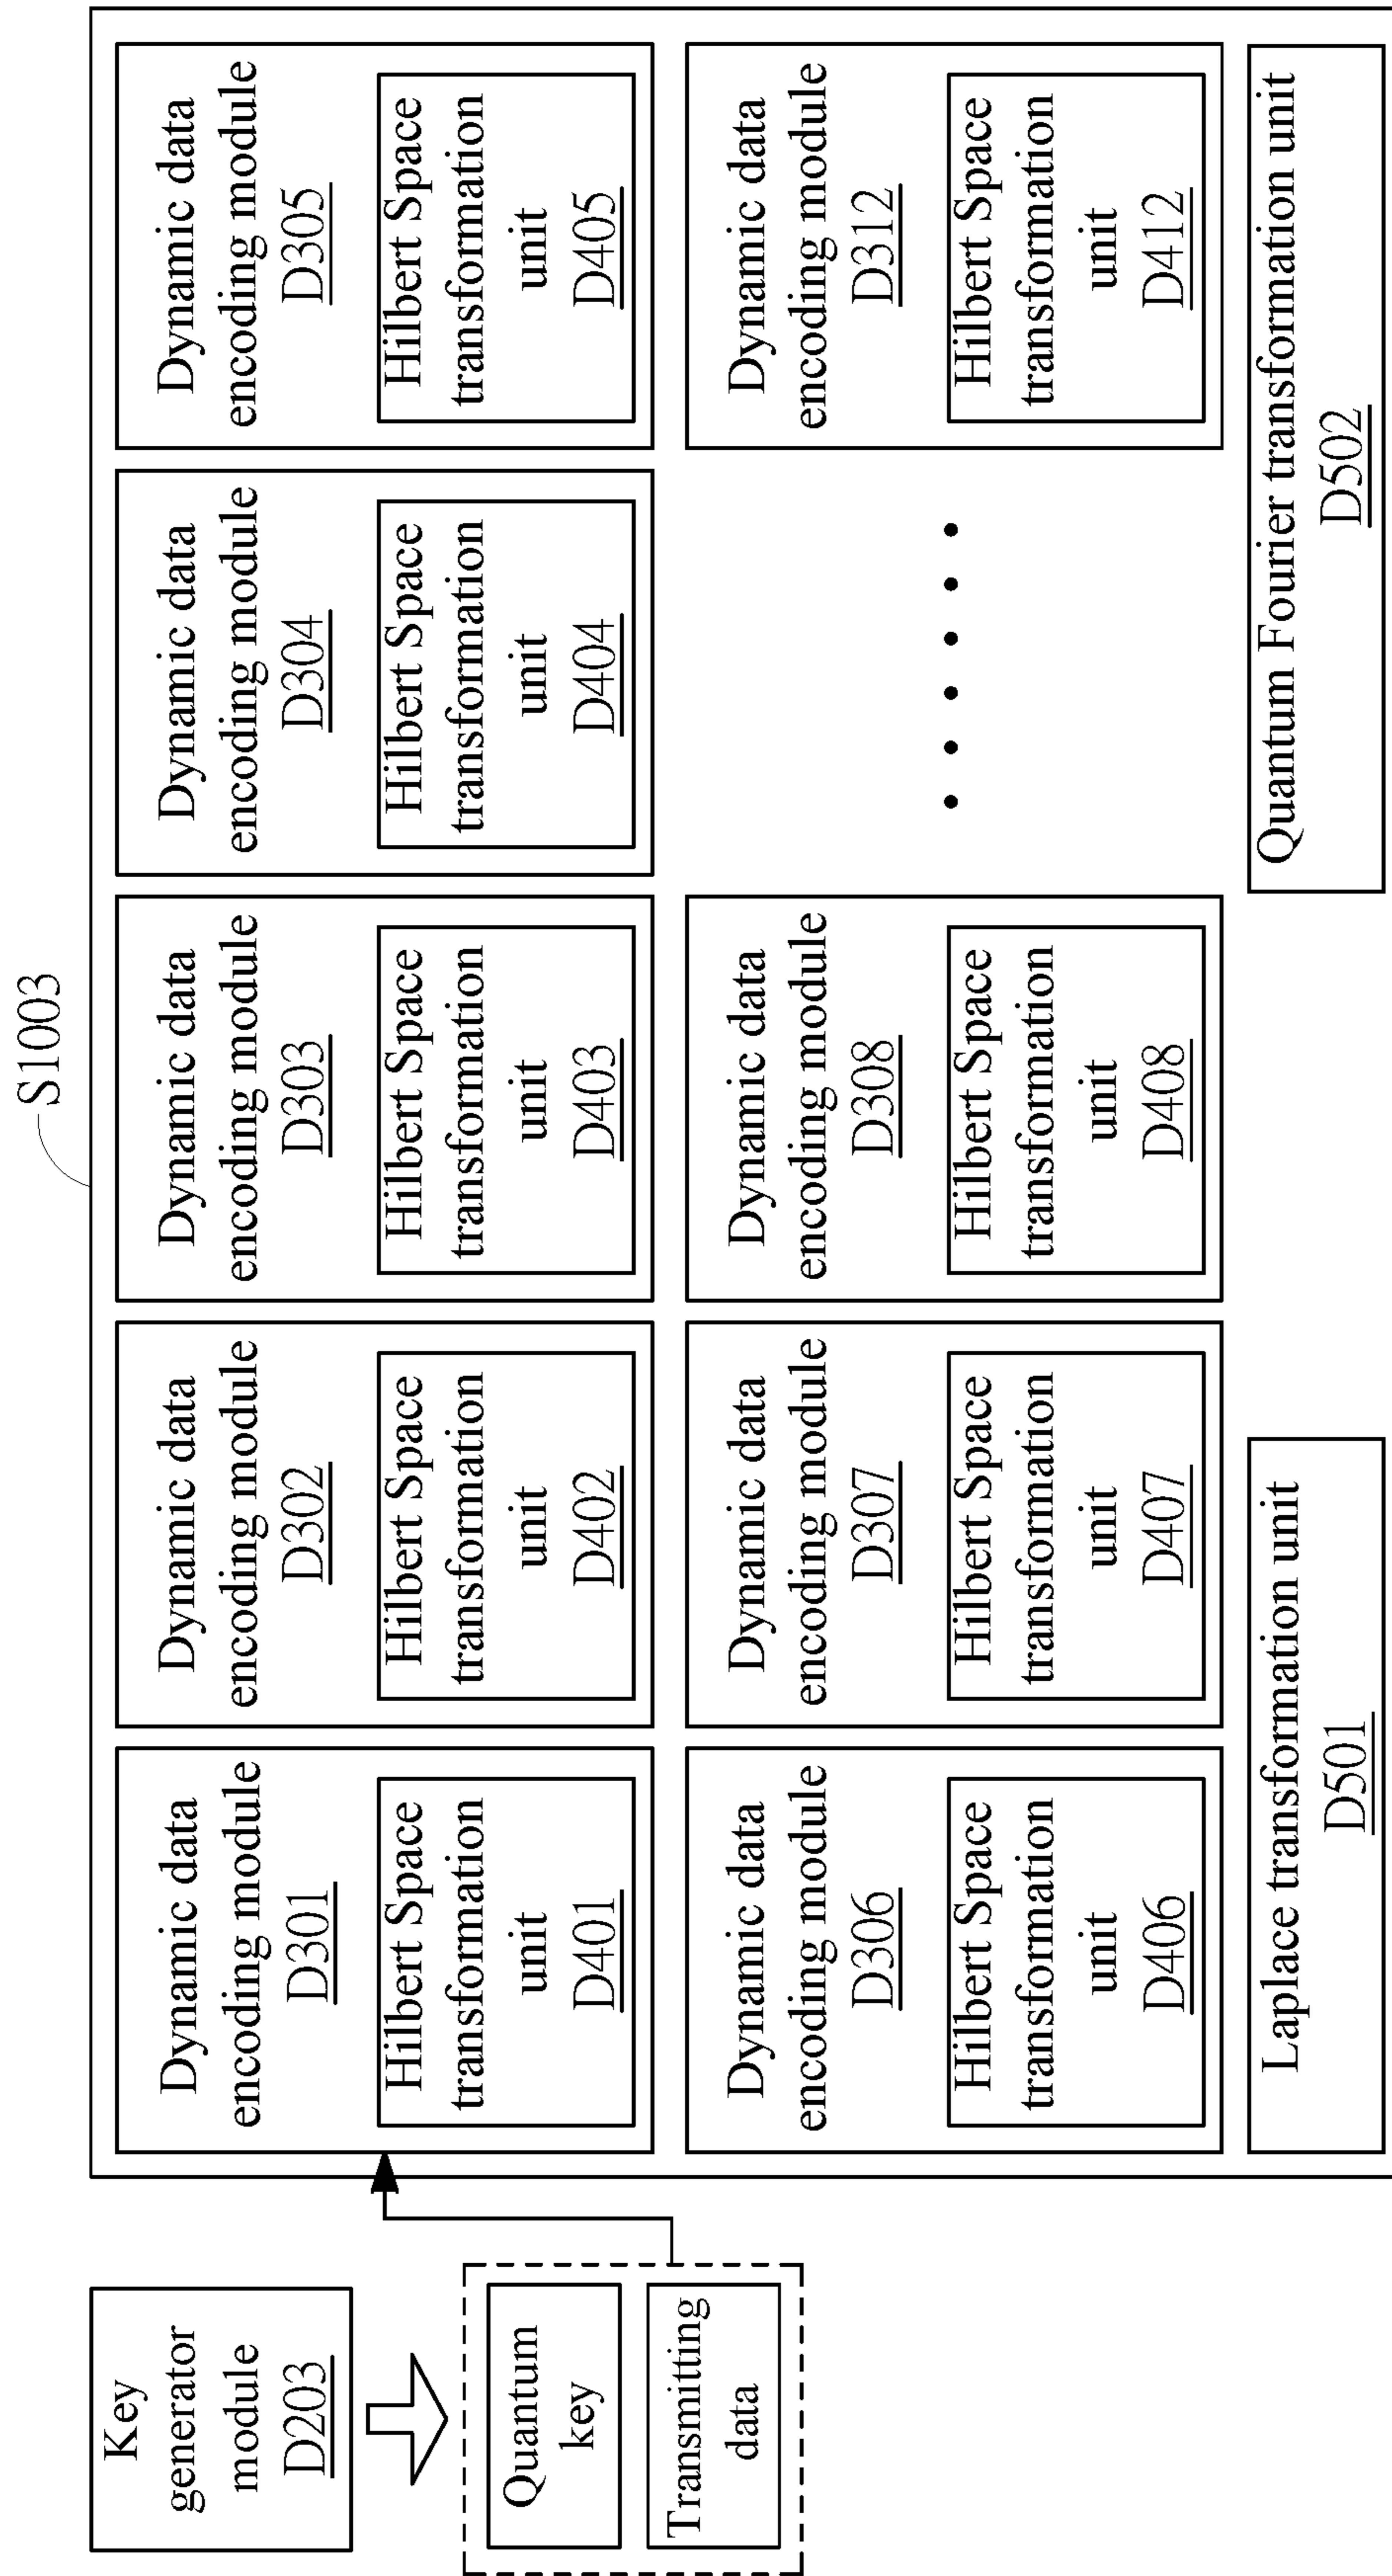 S1003
Key
generator
module
D203
Quantum
key
Transmitting
data
Dynamic data
encoding module
D301
Hilbert Space
transformation
unit
D401
Dynamic data
encoding module
D302
Hilbert Space
transformation
unit
D402
Dynamic data
encoding module
D303
Hilbert Space
transformation
unit
D403
Dynamic data
encoding module
D304
Hilbert Space
transformation
unit
D404
Dynamic data
encoding module
D305
Hilbert Space
transformation
unit
D405
Dynamic data
encoding module
D306
Hilbert Space
transformation
unit
D406
Dynamic data
encoding module
D307
Hilbert Space
transformation
unit
D407
Dynamic data
encoding module
D308
Hilbert Space
transformation
unit
D408
• • • • • •
Dynamic data
encoding module
D312
Hilbert Space
transformation
unit
D412
Laplace transformation unit
D501
Quantum Fourier transformation unit
D502